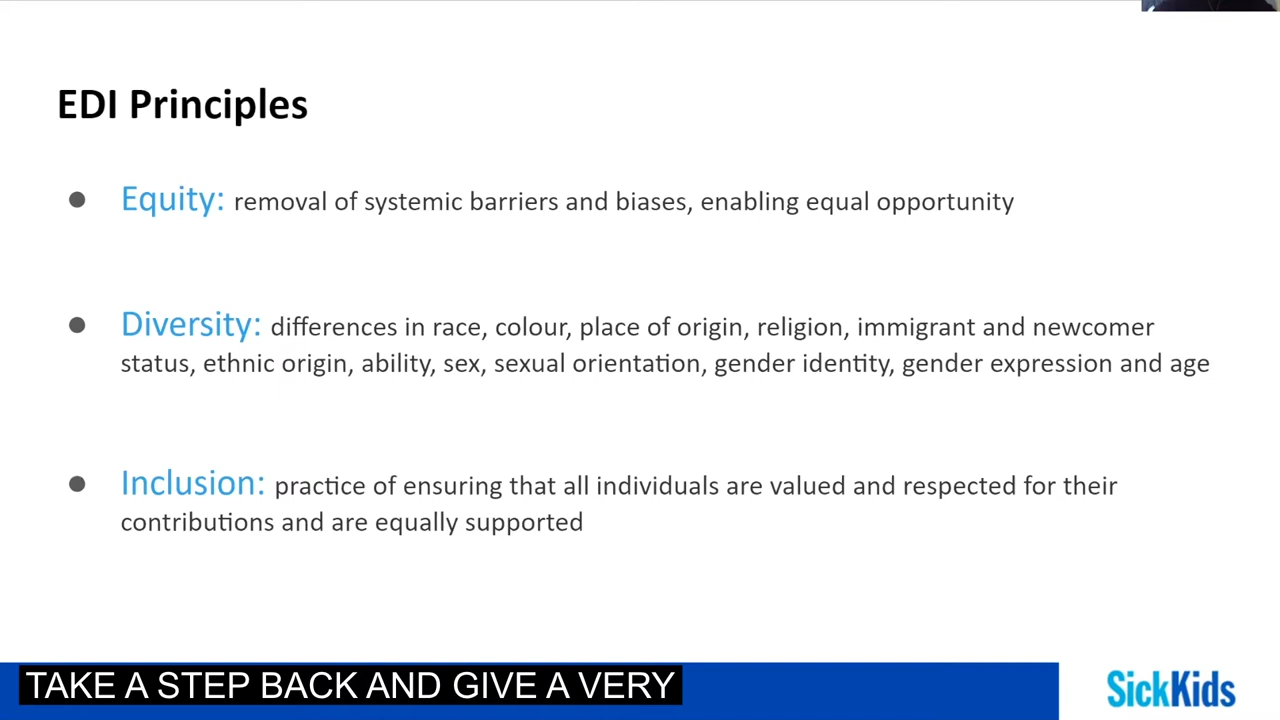 EDI Principles
● Equity: removal of systemic barriers and biases, enabling equal opportunity
● Diversity: differences in race, colour, place of origin, religion, immigrant and newcomer
status, ethnic origin, ability, sex, sexual orientation, gender identity, gender expression and age
● Inclusion: practice of ensuring that all individuals are valued and respected for their
contributions and are equally supported
TAKE A STEP BACK AND GIVE A VERY
SickKids